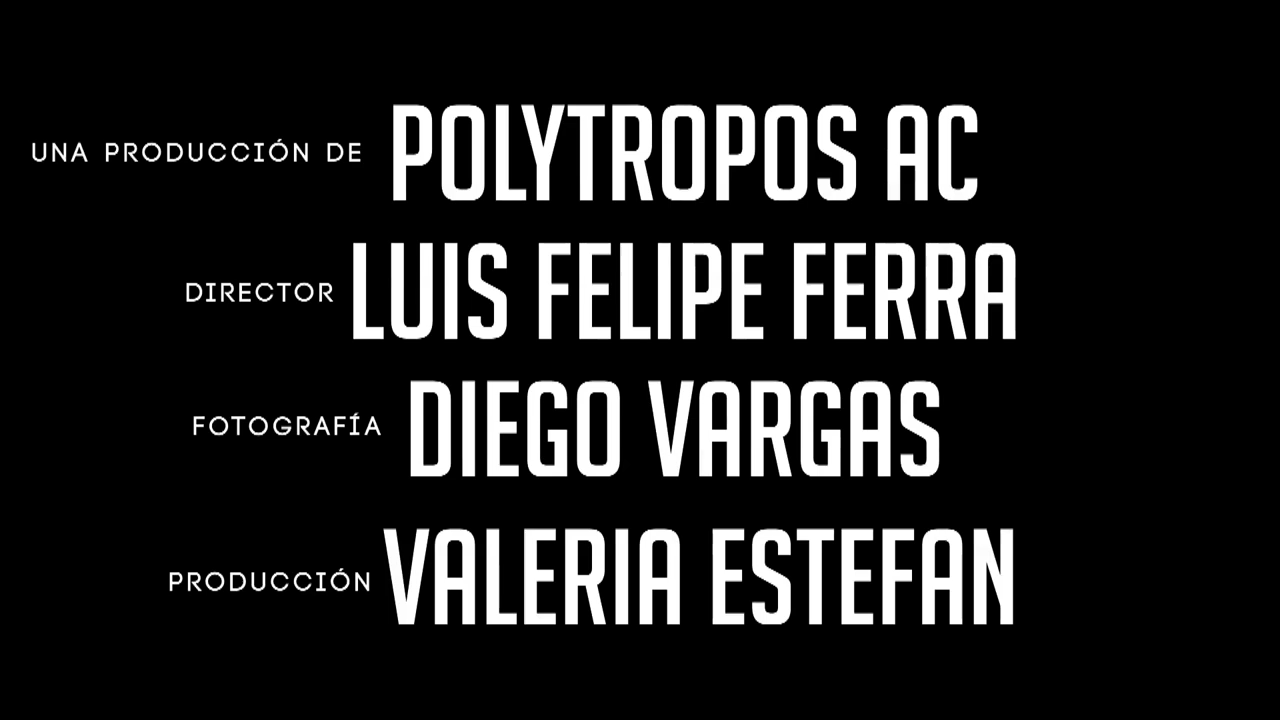 UNA PRODUCCIÓN DE POLYTROPOS AC
DIRECTOR LUIS FELIPE FERRA
FOTOGRAFÍA DIEGO VARGAS
PRODUCCIÓN VALERIA ESTEFAN